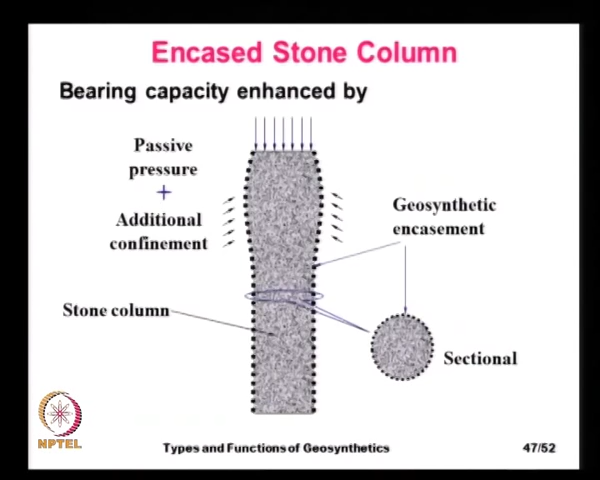 Encased Stone Column
Bearing capacity enhanced by
Passive
pressure
+
Additional
confinement
Geosynthetic
encasement
Stone column
Sectional
NPTEL
Types and Functions of Geosynthetics
47/52